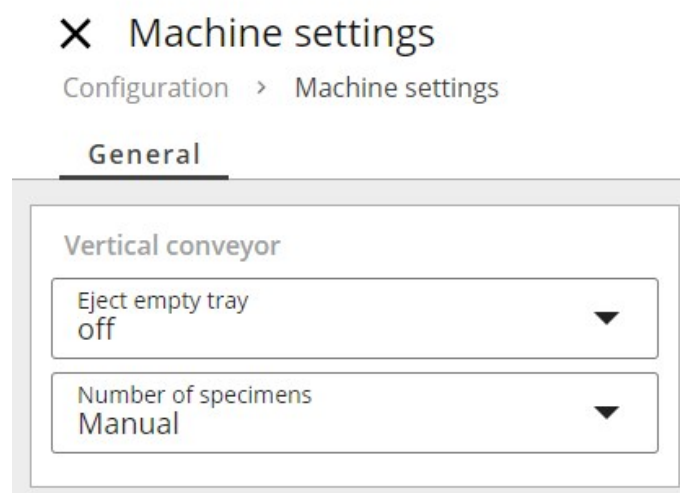 Machine settings
Configuration > Machine settings
General
Vertical conveyor
Eject empty tray
off
Number of specimens
Manual